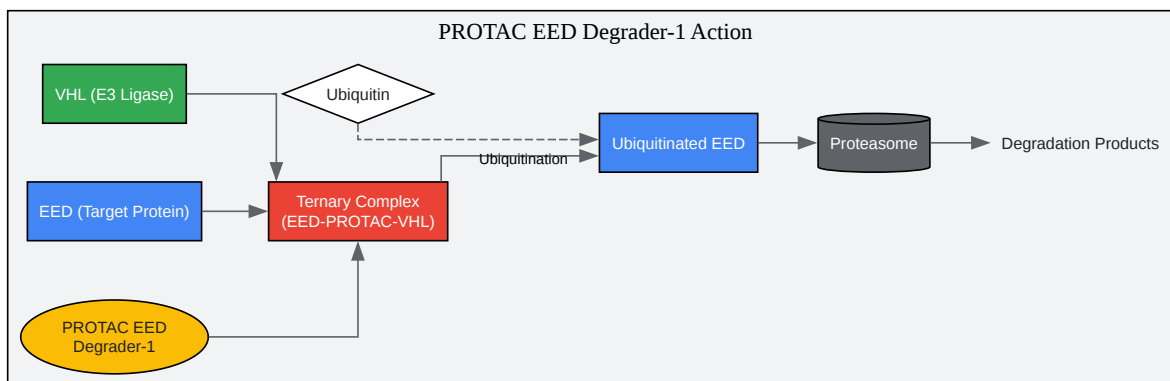 PROTAC EED Degrader-1 Action
VHL (E3 Ligase)
Ubiquitin
Ubiquitinated EED
Proteasome
Degradation Products
Ubiquitination
EED (Target Protein)
Ternary Complex
(EED-PROTAC-VHL)
PROTAC EED
Degrader-1